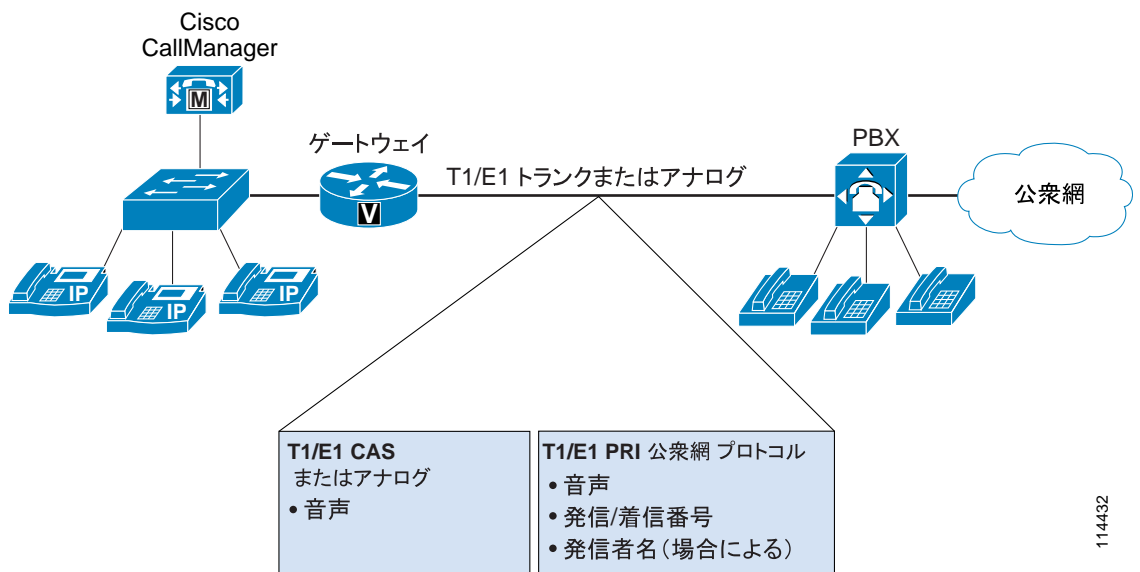 Cisco
CallManager
M
ゲートウェイ
V
T1/E1 トランクまたはアナログ
PBX
公衆網
IP
IP
IP
T1/E1 CAS
またはアナログ
• 音声
T1/E1 PRI 公衆網 プロトコル
• 音声
• 発信/着信番号
• 発信者名（場合による）
114432